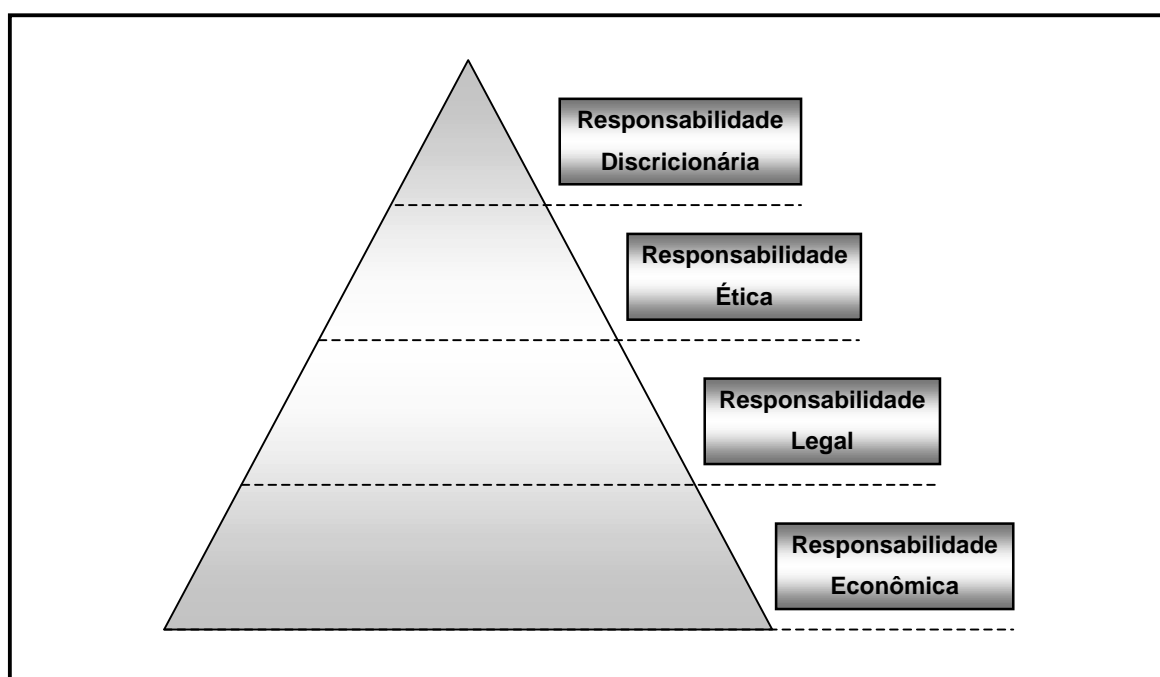 Responsabilidade
Discricionária
Responsabilidade
Ética
Responsabilidade
Legal
Responsabilidade
Econômica